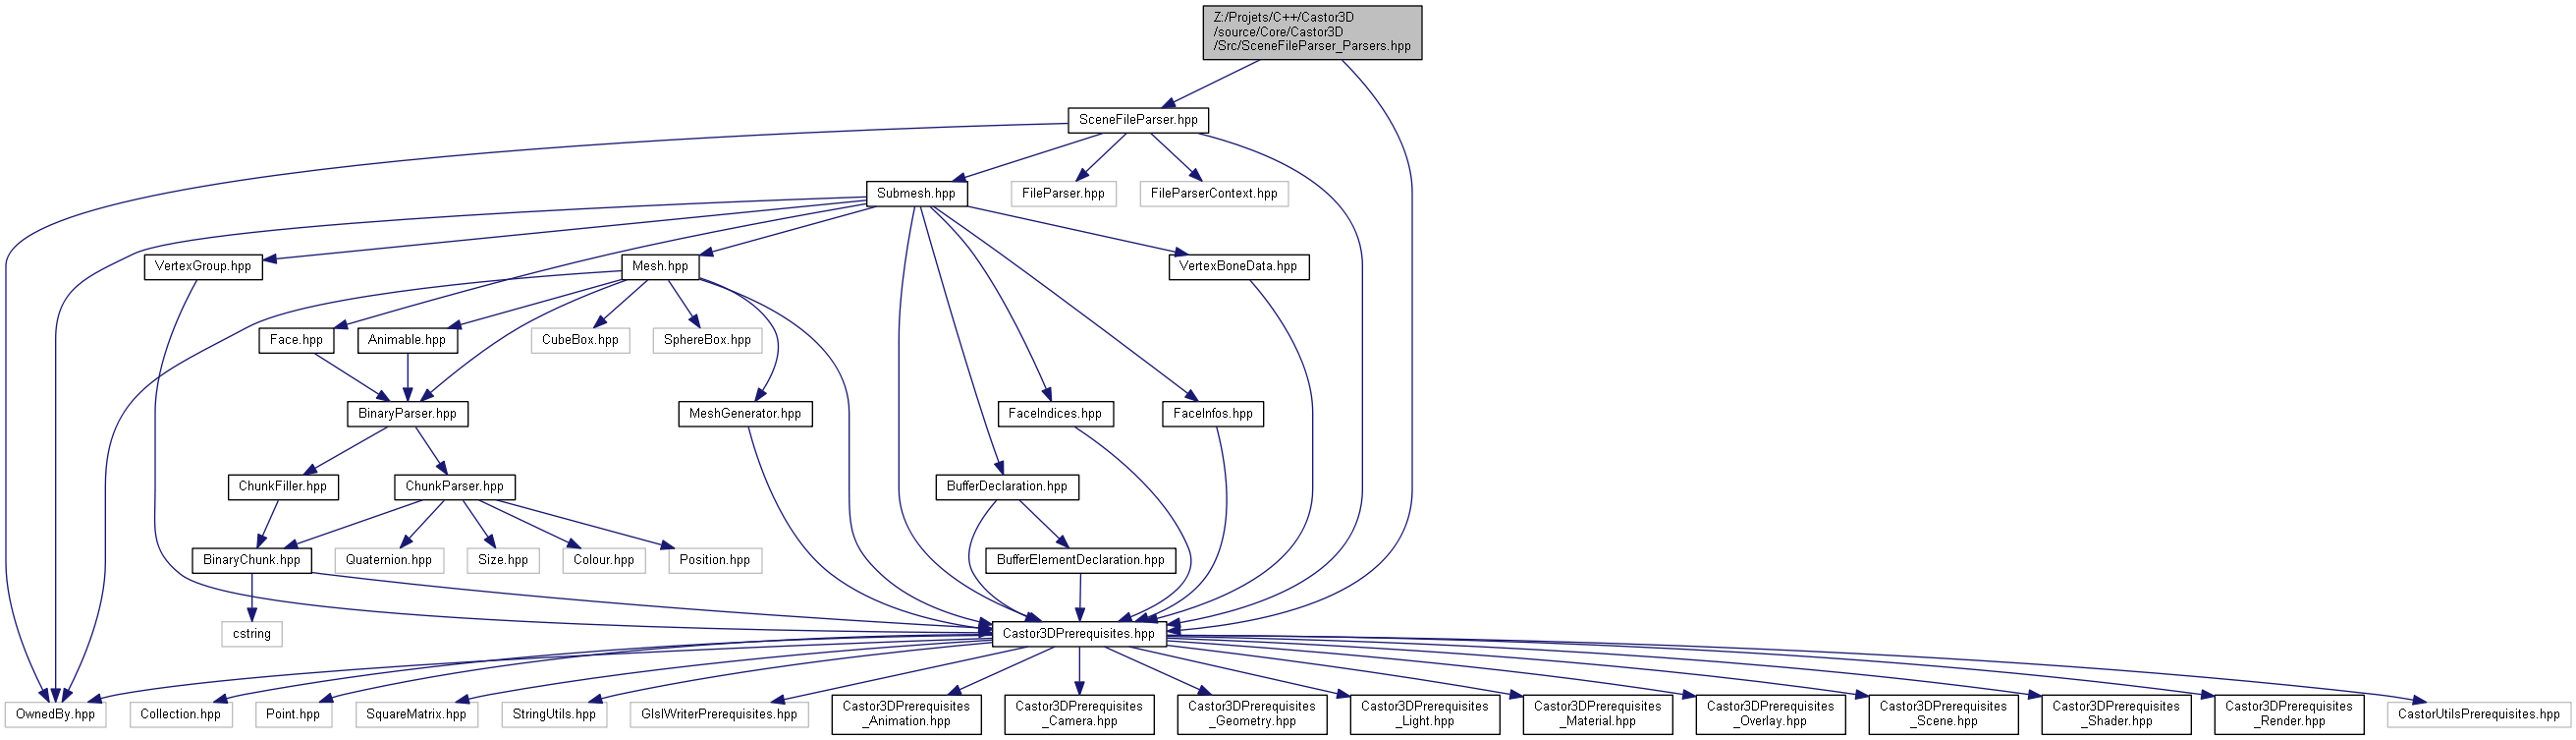 Z:/Projets/C++/Castor3D
/source/Core/Castor3D
/Src/SceneFileParser_Parsers.hpp
SceneFileParser.hpp
Submesh.hpp
FileParser.hpp
FileParserContext.hpp
VertexGroup.hpp
Mesh.hpp
VertexBoneData.hpp
Face.hpp
Animable.hpp
CubeBox.hpp
SphereBox.hpp
BinaryParser.hpp
MeshGenerator.hpp
FaceIndices.hpp
FaceInfos.hpp
ChunkFiller.hpp
ChunkParser.hpp
BufferDeclaration.hpp
BinaryChunk.hpp
Quaternion.hpp
Size.hpp
Colour.hpp
Position.hpp
BufferElementDeclaration.hpp
cstring
Castor3DPrerequisites.hpp
OwnedBy.hpp
Collection.hpp
Point.hpp
SquareMatrix.hpp
StringUtils.hpp
GlslWriterPrerequisites.hpp
Castor3DPrerequisites
_Animation.hpp
Castor3DPrerequisites
_Camera.hpp
Castor3DPrerequisites
_Geometry.hpp
Castor3DPrerequisites
_Light.hpp
Castor3DPrerequisites
_Material.hpp
Castor3DPrerequisites
_Overlay.hpp
Castor3DPrerequisites
_Scene.hpp
Castor3DPrerequisites
_Shader.hpp
Castor3DPrerequisites
_Render.hpp
CastorUtilsPrerequisites.hpp